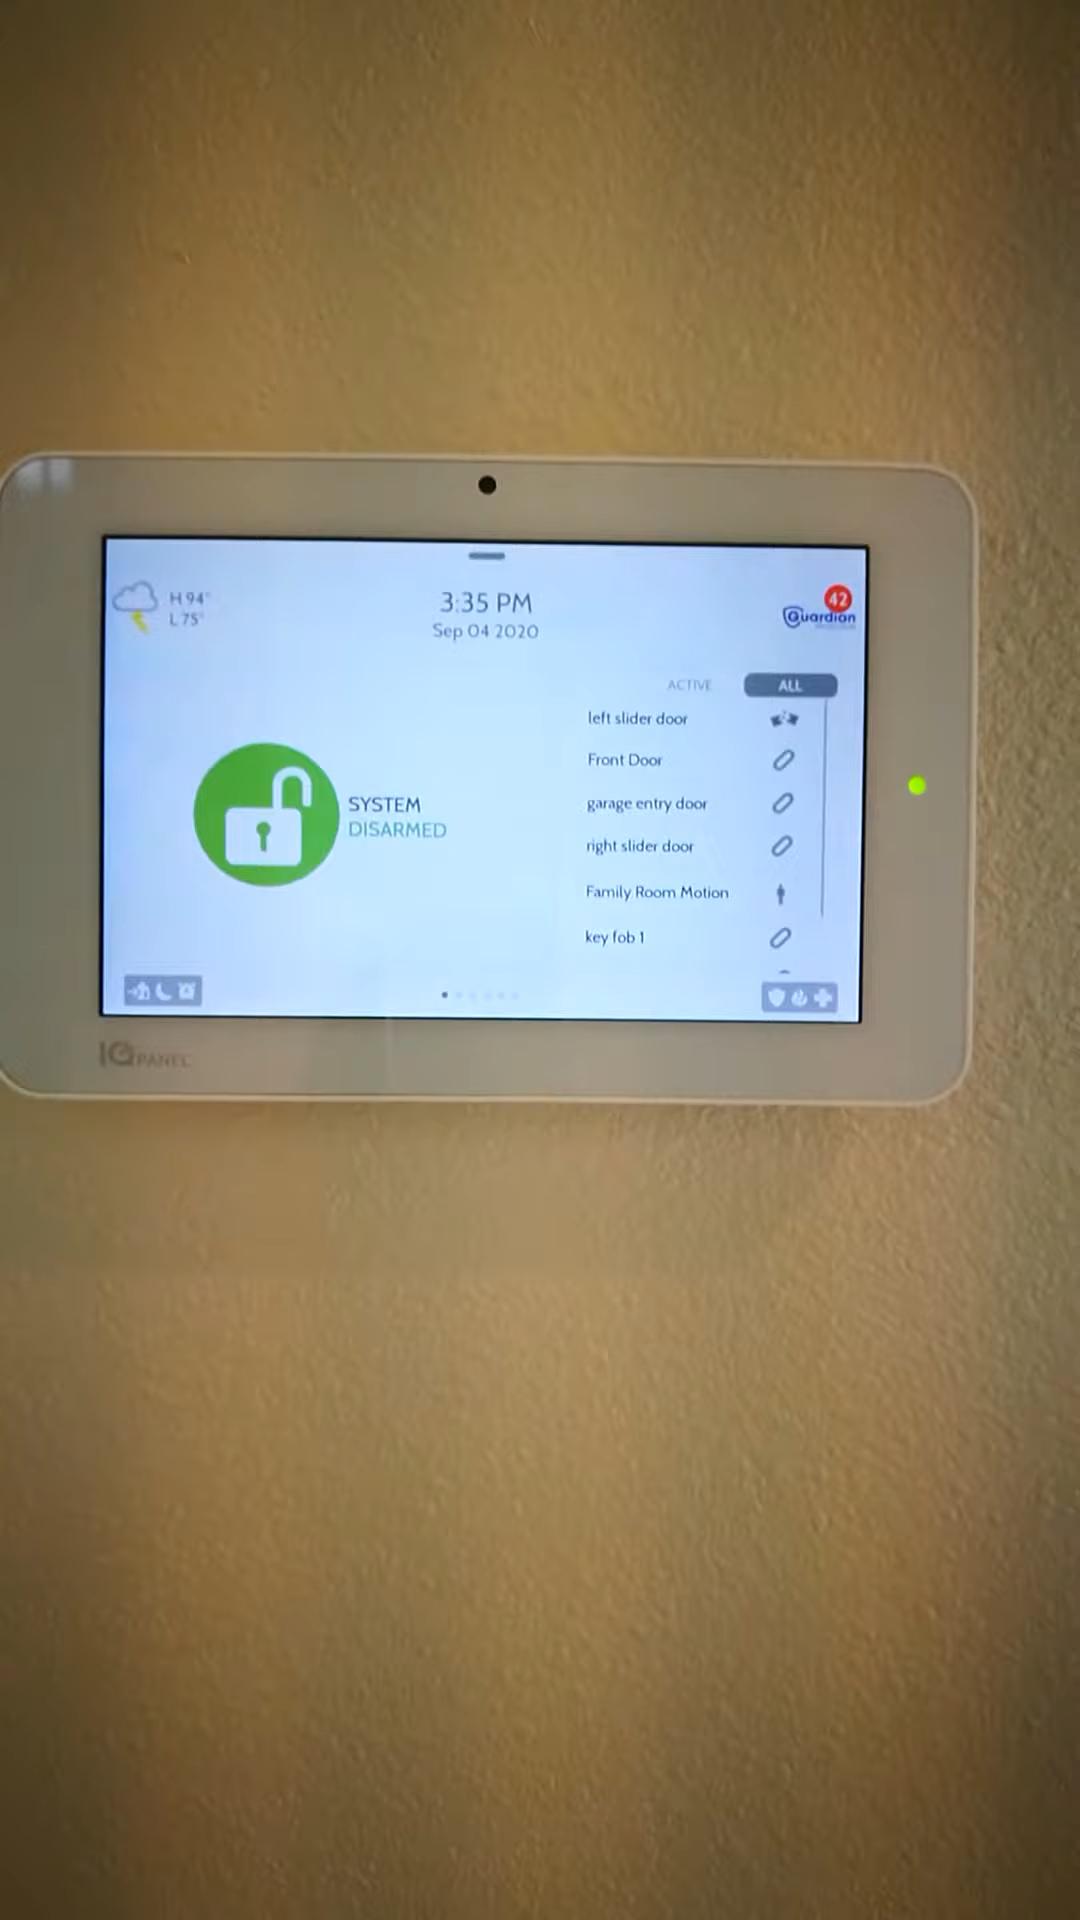 H 94°
L 75°
3:35 PM
Sep 04 2020
42
Guardian
ACTIVE ALL
left slider door
Front Door
garage entry door
right slider door
Family Room Motion
key fob 1
SYSTEM
DISARMED
IQ PANEL